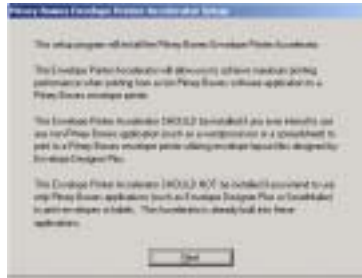 Pitney Bowes Envelope Printer Accelerator Setup
This setup program will install the Pitney Bowes Envelope Printer Accelerator.
The Envelope Printer Accelerator will allow you to achieve maximum printing
performance when printing from a non-Pitney Bowes software application to a
Pitney Bowes envelope printer.
The Envelope Printer Accelerator SHOULD be installed if you ever intend to use
any non-Pitney Bowes application (such as a wordprocessor or a spreadsheet) to
print to a Pitney Bowes envelope printer utilizing envelope layout files designed by
Envelope Designer Plus.
The Envelope Printer Accelerator SHOULD NOT be installed if you intend to use
only Pitney Bowes applications (such as Envelope Designer Plus or SmartMailer)
to print envelopes or labels. The Accelerator is already built into these
applications.
Next